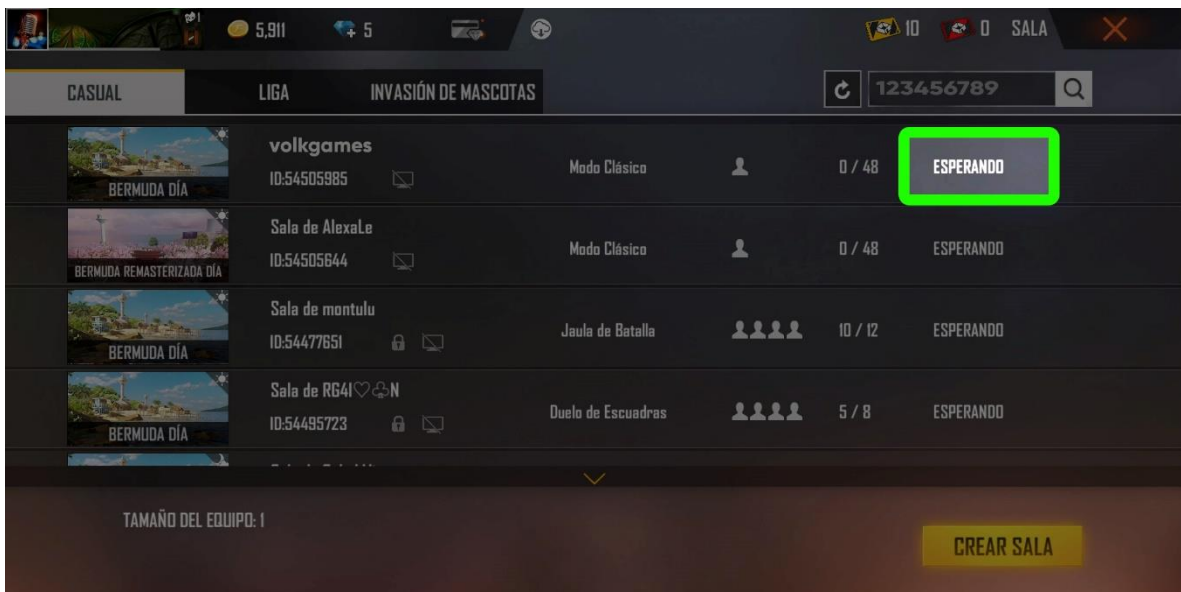 1
5,911
5
10
0
SALA
CASUAL
LIGA
INVASIÓN DE MASCOTAS
123456789
BERMUDA DÍA
volkgames
ID:54505985
Modo Clásico
0 / 48
ESPERANDO
BERMUDA REMASTERIZADA DÍA
Sala de AlexaLe
ID:54505644
Modo Clásico
0 / 48
ESPERANDO
BERMUDA DÍA
Sala de montulu
ID:54477651
Jaula de Batalla
10 / 12
ESPERANDO
BERMUDA DÍA
Sala de RG4I♡♧N
ID:54495723
Duelo de Escuadras
5 / 8
ESPERANDO
TAMAÑO DEL EQUIPO: 1
CREAR SALA